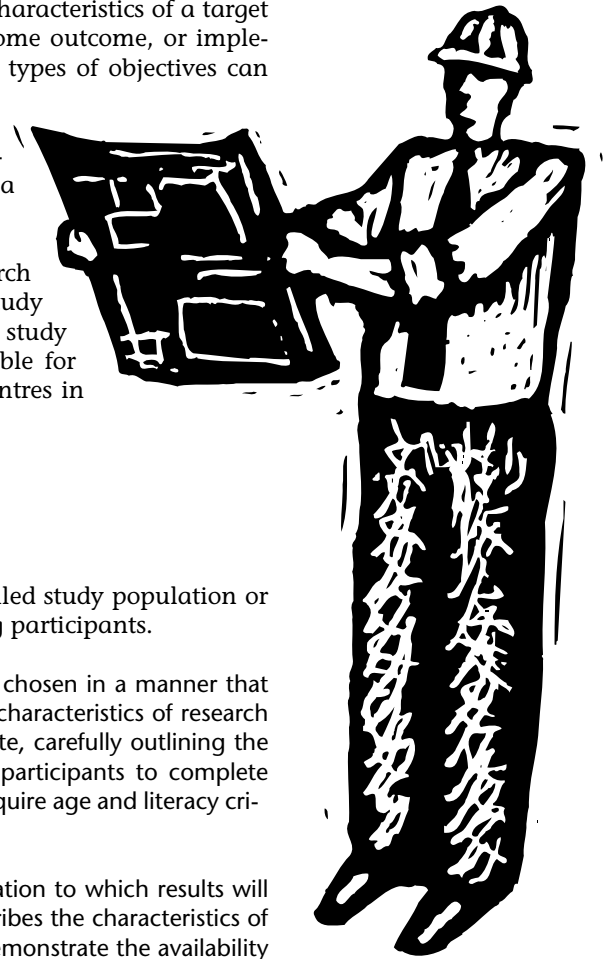 characteristics of a target
ome outcome, or imple-
types of objectives can
a
rch
udy
study
ble for
ntres in
led study population or
participants.
chosen in a manner that
characteristics of research
te, carefully outlining the
participants to complete
quire age and literacy cri-
ation to which results will
ribes the characteristics of
emonstrate the availability